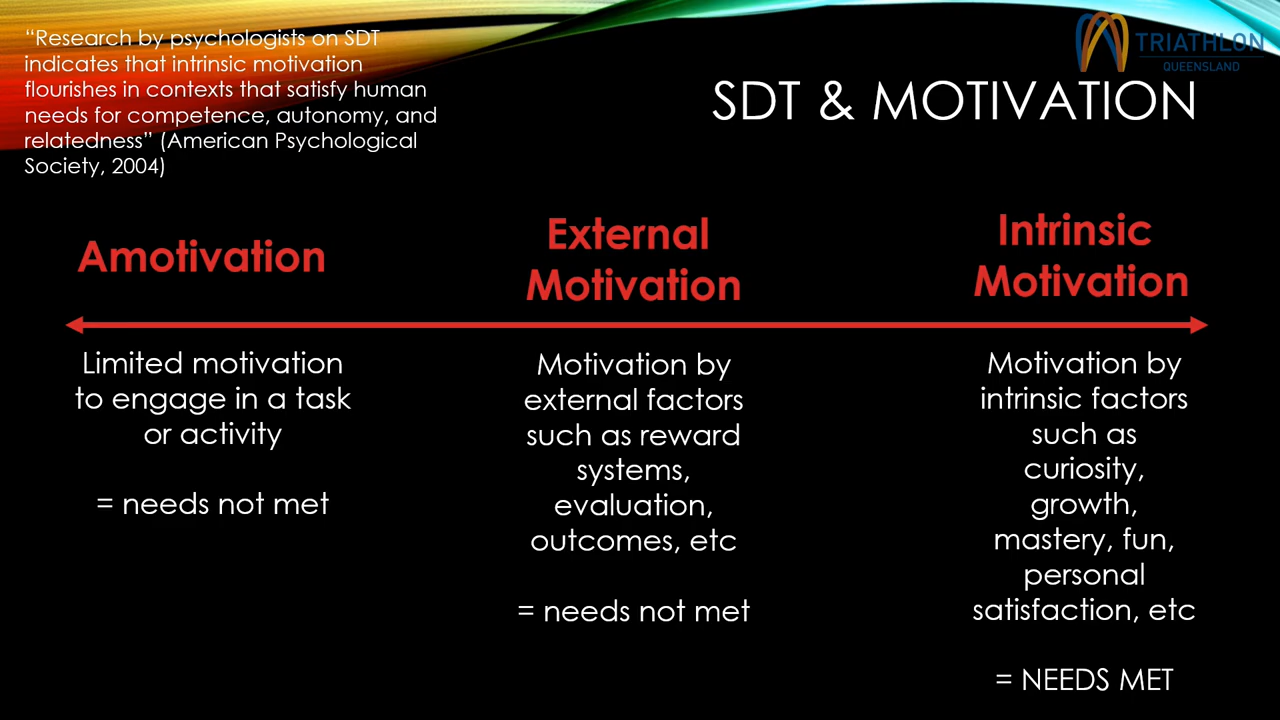 “Research by psychologists on SDT
indicates that intrinsic motivation
flourishes in contexts that satisfy human
needs for competence, autonomy, and
relatedness” (American Psychological
Society, 2004)
TRIATHLON
QUEENSLAND
SDT & MOTIVATION
Amotivation
Limited motivation
to engage in a task
or activity
= needs not met
External
Motivation
Motivation by
external factors
such as reward
systems,
evaluation,
outcomes, etc
= needs not met
Intrinsic
Motivation
Motivation by
intrinsic factors
such as
curiosity,
growth,
mastery, fun,
personal
satisfaction, etc
= NEEDS MET